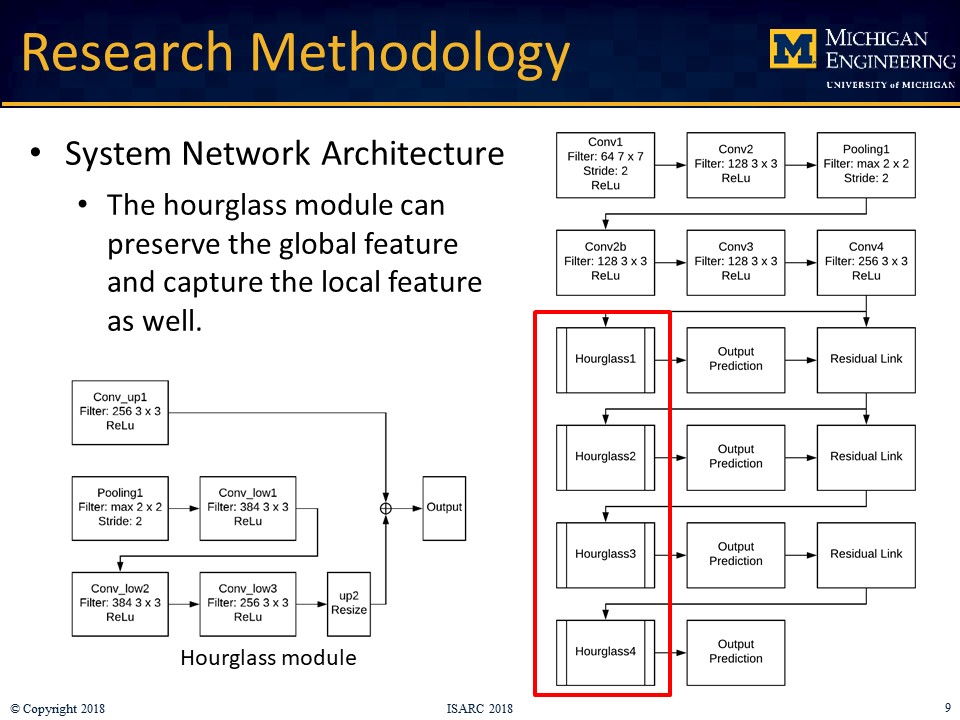 Research Methodology
M MICHIGAN
ENGINEERING
UNIVERSITY of MICHIGAN
• System Network Architecture
• The hourglass module can
preserve the global feature
and capture the local feature
as well.
Conv1
Filter: 64 7 x 7
Stride: 2
ReLu
Conv2
Filter: 128 3 x 3
ReLu
Pooling1
Filter: max 2 x 2
Stride: 2
Conv2b
Filter: 128 3 x 3
ReLu
Conv3
Filter: 128 3 x 3
ReLu
Conv4
Filter: 256 3 x 3
ReLu
Hourglass1
Output
Prediction
Residual Link
Hourglass2
Output
Prediction
Residual Link
Hourglass3
Output
Prediction
Residual Link
Hourglass4
Output
Prediction
Conv_up1
Filter: 256 3 x 3
ReLu
Pooling1
Filter: max 2 x 2
Stride: 2
Conv_low1
Filter: 384 3 x 3
ReLu
Output
Conv_low2
Filter: 384 3 x 3
ReLu
Conv_low3
Filter: 256 3 x 3
ReLu
up2
Resize
Hourglass module
© Copyright 2018
ISARC 2018
9